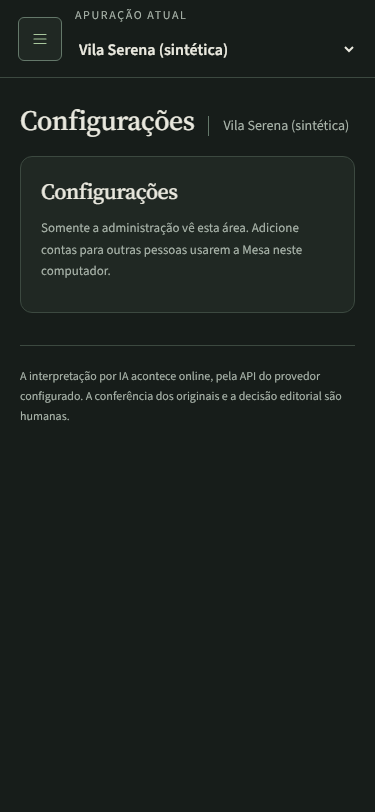 APURAÇÃO ATUAL
Vila Serena (sintética)
Configurações
Vila Serena (sintética)
Configurações
Somente a administração vê esta área. Adicione
contas para outras pessoas usarem a Mesa neste
computador.
A interpretação por IA acontece online, pela API do provedor
configurado. A conferência dos originais e a decisão editorial são
humanas.